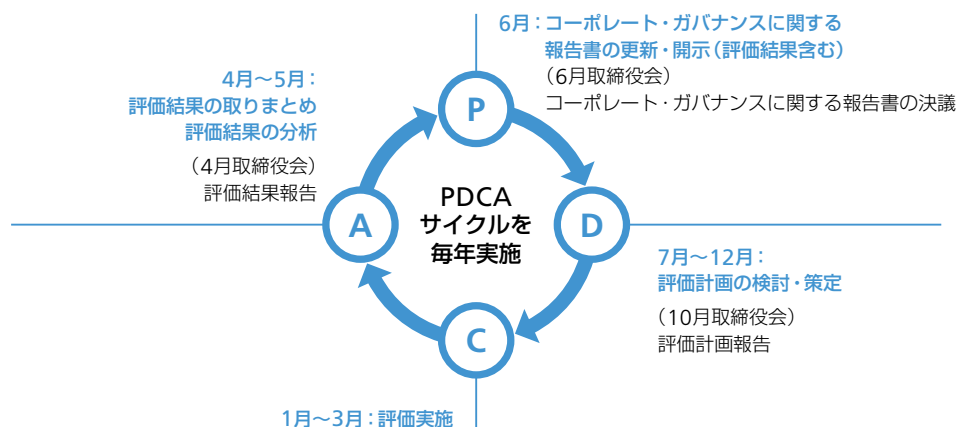 6月：コーポレート・ガバナンスに関する
報告書の更新・開示（評価結果含む）
（6月取締役会）
コーポレート・ガバナンスに関する報告書の決議
4月～5月：
評価結果の取りまとめ
評価結果の分析
（4月取締役会）
評価結果報告
P
A
PDCA
サイクルを
毎年実施
D
7月～12月：
評価計画の検討・策定
（10月取締役会）
評価計画報告
C
1月～3月：評価実施